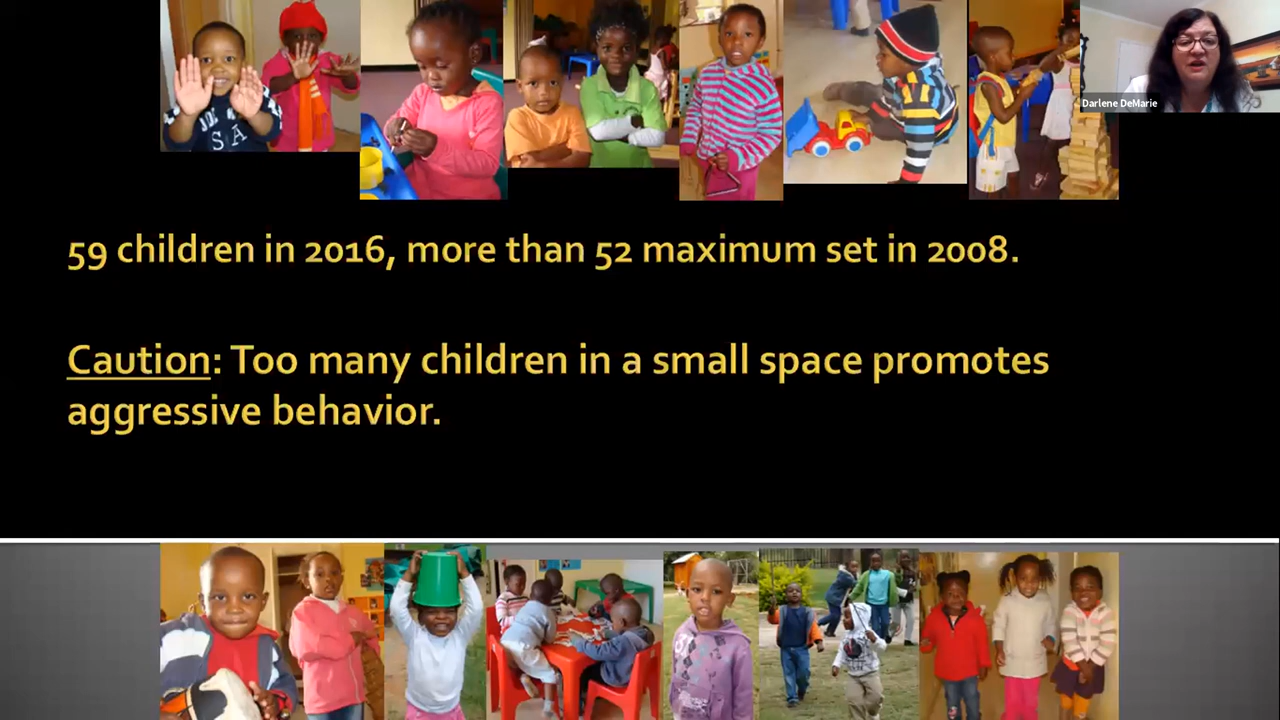 Darlene DeMarie
S A
59 children in 2016, more than 52 maximum set in 2008.
Caution: Too many children in a small space promotes
aggressive behavior.